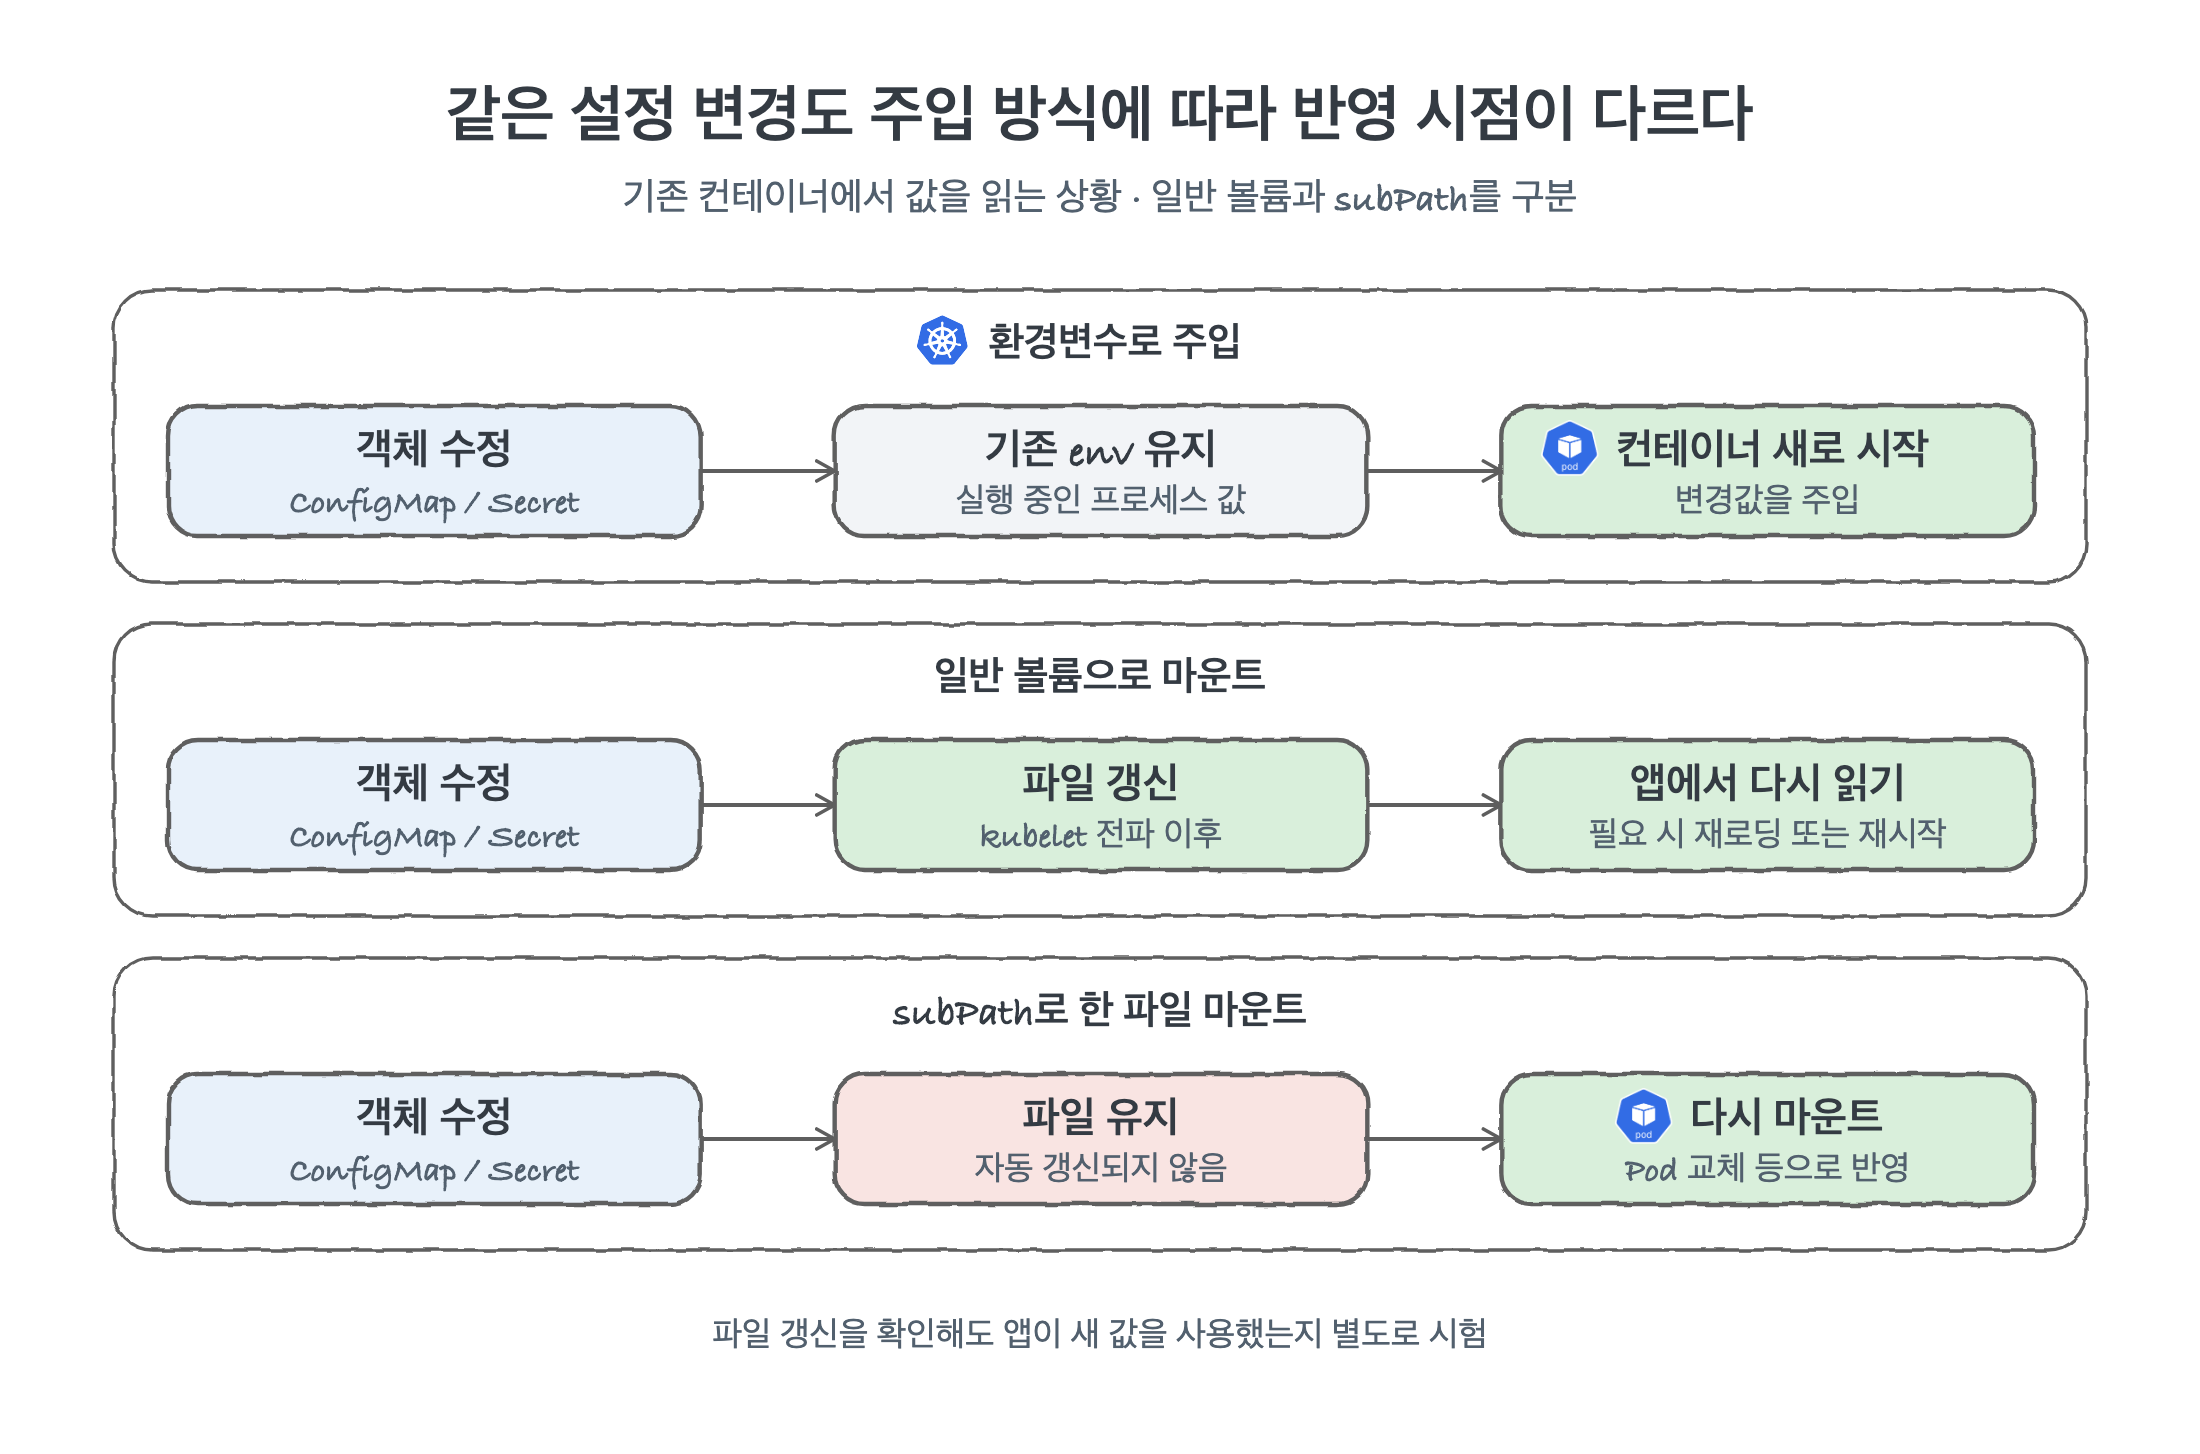 같은 설정 변경도 주입 방식에 따라 반영 시점이 다르다
기존 컨테이너에서 값을 읽는 상황 · 일반 볼륨과 subPath를 구분
환경변수로 주입
객체 수정
ConfigMap / Secret
기존 env 유지
실행 중인 프로세스 값
pod
컨테이너 새로 시작
변경값을 주입
일반 볼륨으로 마운트
객체 수정
ConfigMap / Secret
파일 갱신
kubelet 전파 이후
앱에서 다시 읽기
필요 시 재로딩 또는 재시작
subPath로 한 파일 마운트
객체 수정
ConfigMap / Secret
파일 유지
자동 갱신되지 않음
pod
다시 마운트
Pod 교체 등으로 반영
파일 갱신을 확인해도 앱이 새 값을 사용했는지 별도로 시험